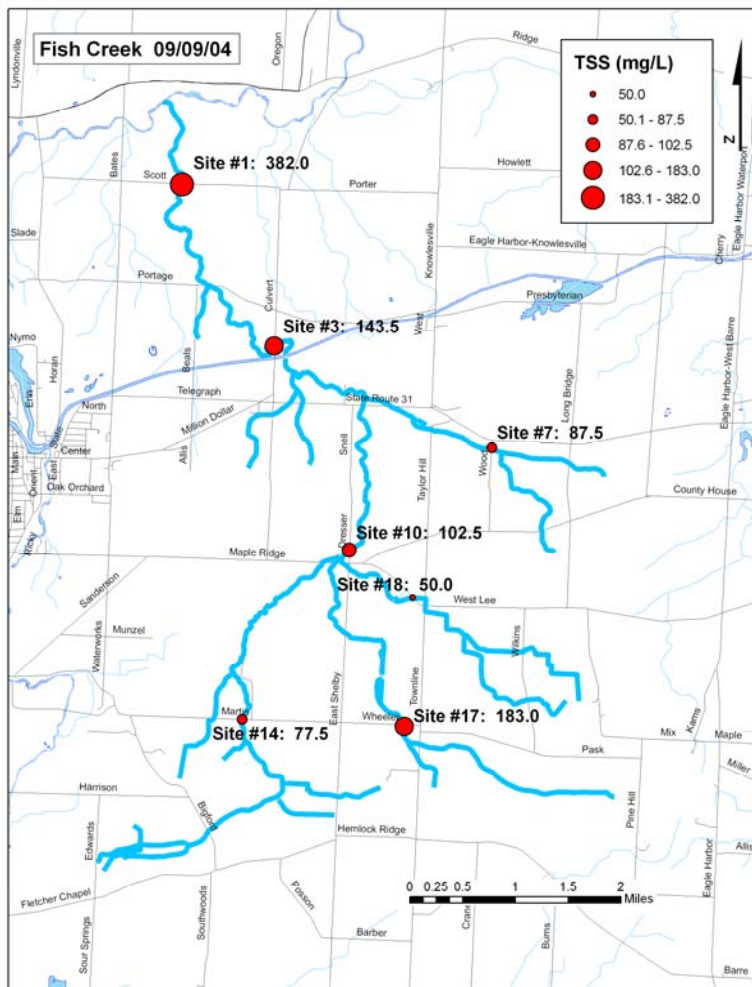 Fish Creek 09/09/04
TSS (mg/L)
50.0
50.1 - 87.5
87.6 - 102.5
102.6 - 183.0
183.1 - 382.0
N
Lyndonville
Oregon
Ridge
Bates
Scott
Site #1: 382.0
Porter
Howlett
Eagle Harbor Waterport
Knowlesville
Slade
Eagle Harbor-Knowlesville
Cherry
Portage
Culvert
West
Presbyterian
Nymo
Site #3: 143.5
Horan
Erin
Beals
Long Bridge
Eagle Harbor-West Barre
Telegraph
State Route 31
North
Million Dollar
State
Center
Site #7: 87.5
Main
Orient
East
Allis
Snell
Taylor Hill
Wood
Oak Orchard
County House
Elm
Ricky
Dresser
Site #10: 102.5
Maple Ridge
Sanderson
Site #18: 50.0
West Lee
Munzel
Waterworks
Wilkins
East Shelby
Townline
Martin
Wheeler
Site #17: 183.0
Site #14: 77.5
Mix
Kams
Maple
Pask
Miller
Harrison
Bigford
Pine Hill
Edwards
Hemlock Ridge
Allis
Eagle Harbor
Fletcher Chapel
Posson
0 0.25 0.5 1 1.5 2
Miles
Sour Springs
Southwoods
Crane
Burns
Barber
Barre